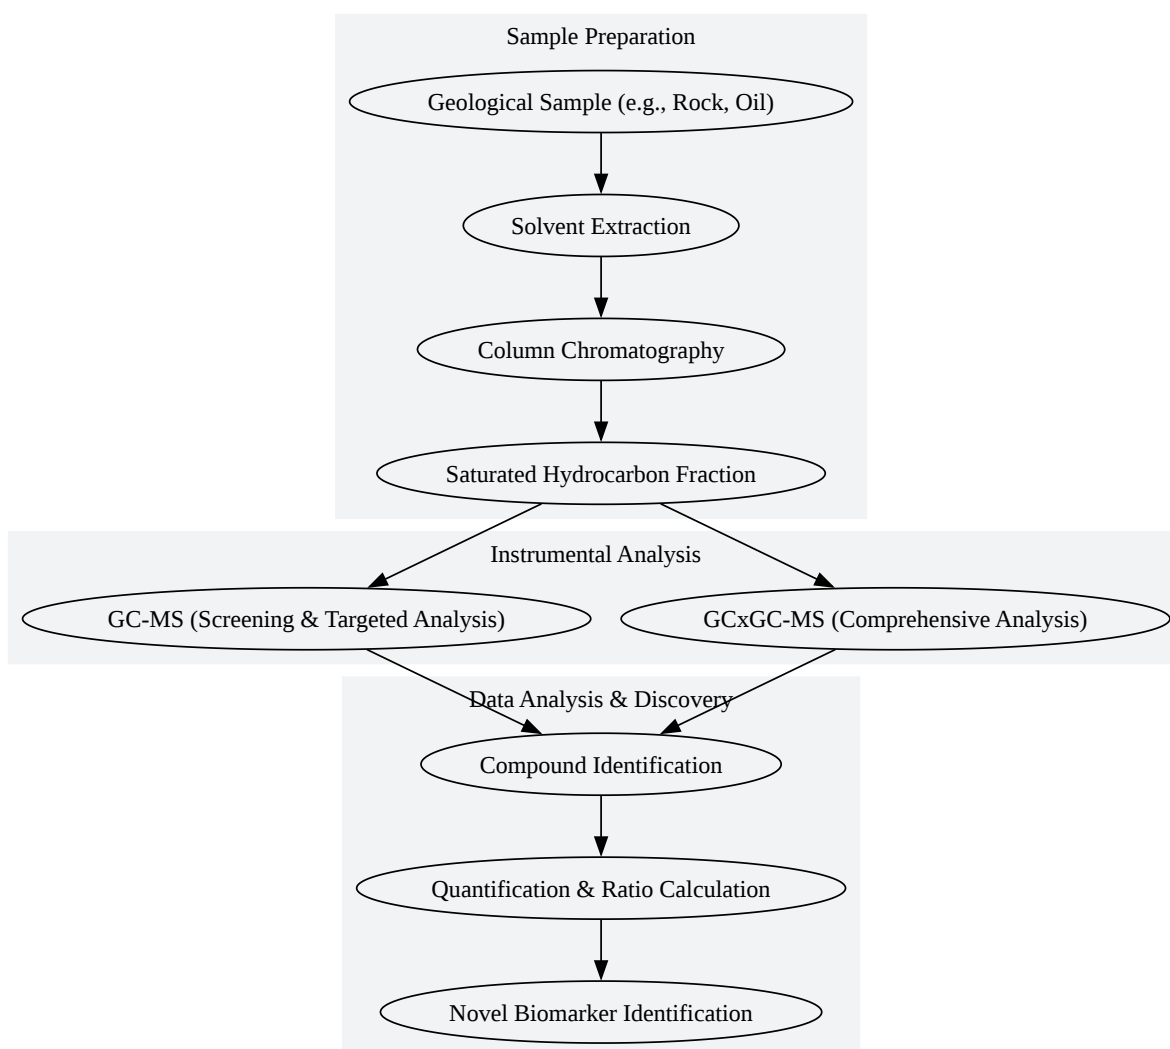 Sample Preparation
Geological Sample (e.g., Rock, Oil)
Solvent Extraction
Column Chromatography
Saturated Hydrocarbon Fraction
Instrumental Analysis
GC-MS (Screening & Targeted Analysis)
GCxGC-MS (Comprehensive Analysis)
Data Analysis & Discovery
Compound Identification
Quantification & Ratio Calculation
Novel Biomarker Identification